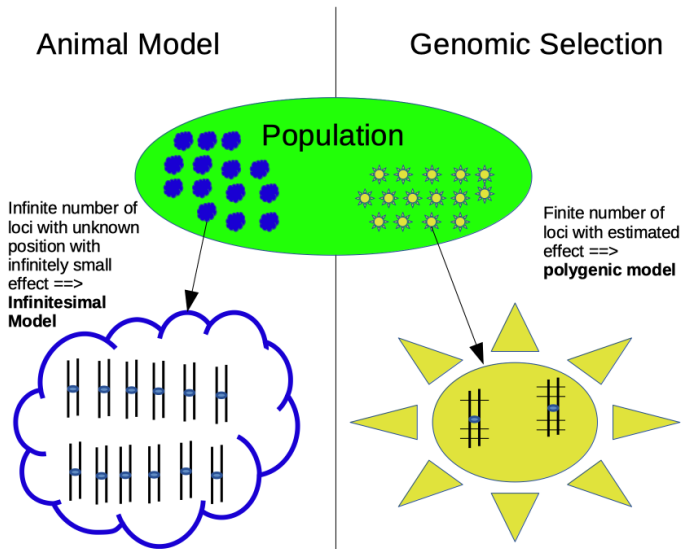 Animal Model
Genomic Selection
Population
Infinite number of
loci with unknown
position with
infinitely small
effect ==>
Infinitesimal
Model
Finite number of
loci with estimated
effect ==>
polygenic model